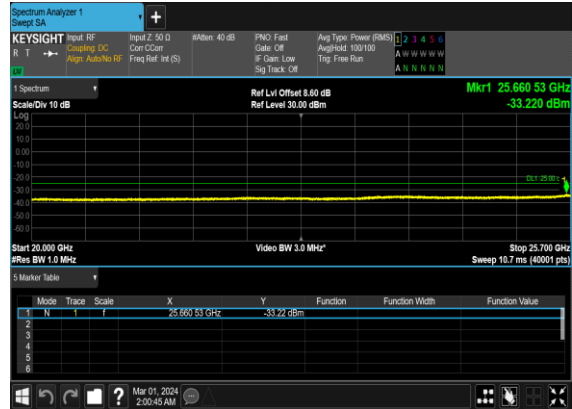 Spectrum Analyzer 1
Swept SA
+
KEYSIGHT Input: RF Input Z: 50 Ω #Atten: 40 dB PNO: Fast Avg Type: Power (RMS) 1 2 3 4 5 6
R T Coupling: DC Corr CCorr Gate: Off Avg|Hold: 100/100 A W W W W W
Align: Auto/No RF Freq Ref: Int (S) IF Gain: Low Trig: Free Run
LW Sig Track: Off A N N N N N
1 Spectrum Ref Lvl Offset 8.60 dB Mkr1 25.660 53 GHz
Scale/Div 10 dB Ref Level 30.00 dBm -33.220 dBm
Log
20.0
10.0
0.00
-10.0
-20.0
DL1 -25.00
-30.0
-40.0
-50.0
-60.0
Start 20.000 GHz Video BW 3.0 MHz* Stop 25.700 GHz
#Res BW 1.0 MHz Sweep 10.7 ms (40001 pts)
5 Marker Table
Mode Trace Scale X Y Function Function Width Function Value
1 N 1 f 25.660 53 GHz -33.22 dBm
2
3
4
5
6
? Mar 01, 2024
2:00:45 AM